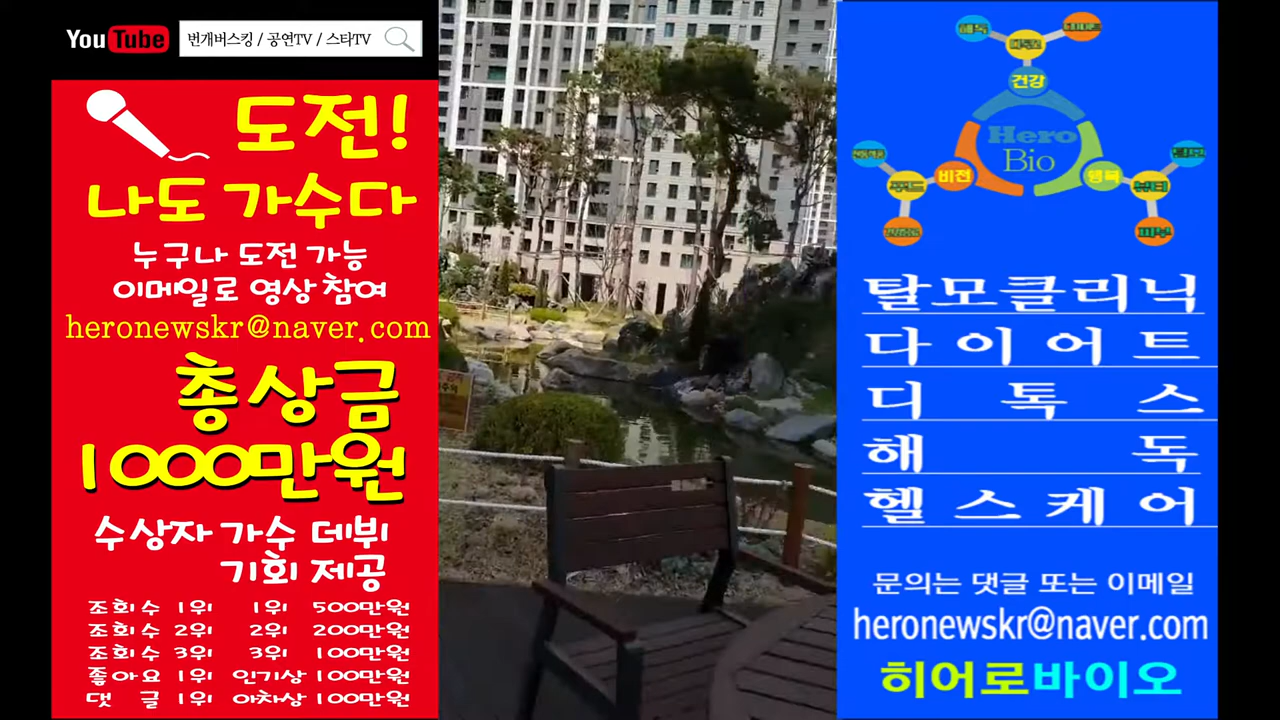 YouTube
번개버스킹 / 공연TV / 스타TV
도전!
나도 가수다
누구나 도전 가능
이메일로 영상 참여
heronewskr@naver.com
총상금
1000만원
수상자 가수 데뷔
기회 제공
조회수 1위 1위 500만원
조회수 2위 2위 200만원
조회수 3위 3위 100만원
좋아요 1위 인기상 100만원
댓글 1위 아차상 100만원
해독
건강
Hero
Bio
비전
행복
뷰티
피부
탈모클리닉
다이어트
디톡스
해독
헬스케어
문의는 댓글 또는 이메일
heronewskr@naver.com
히어로바이오